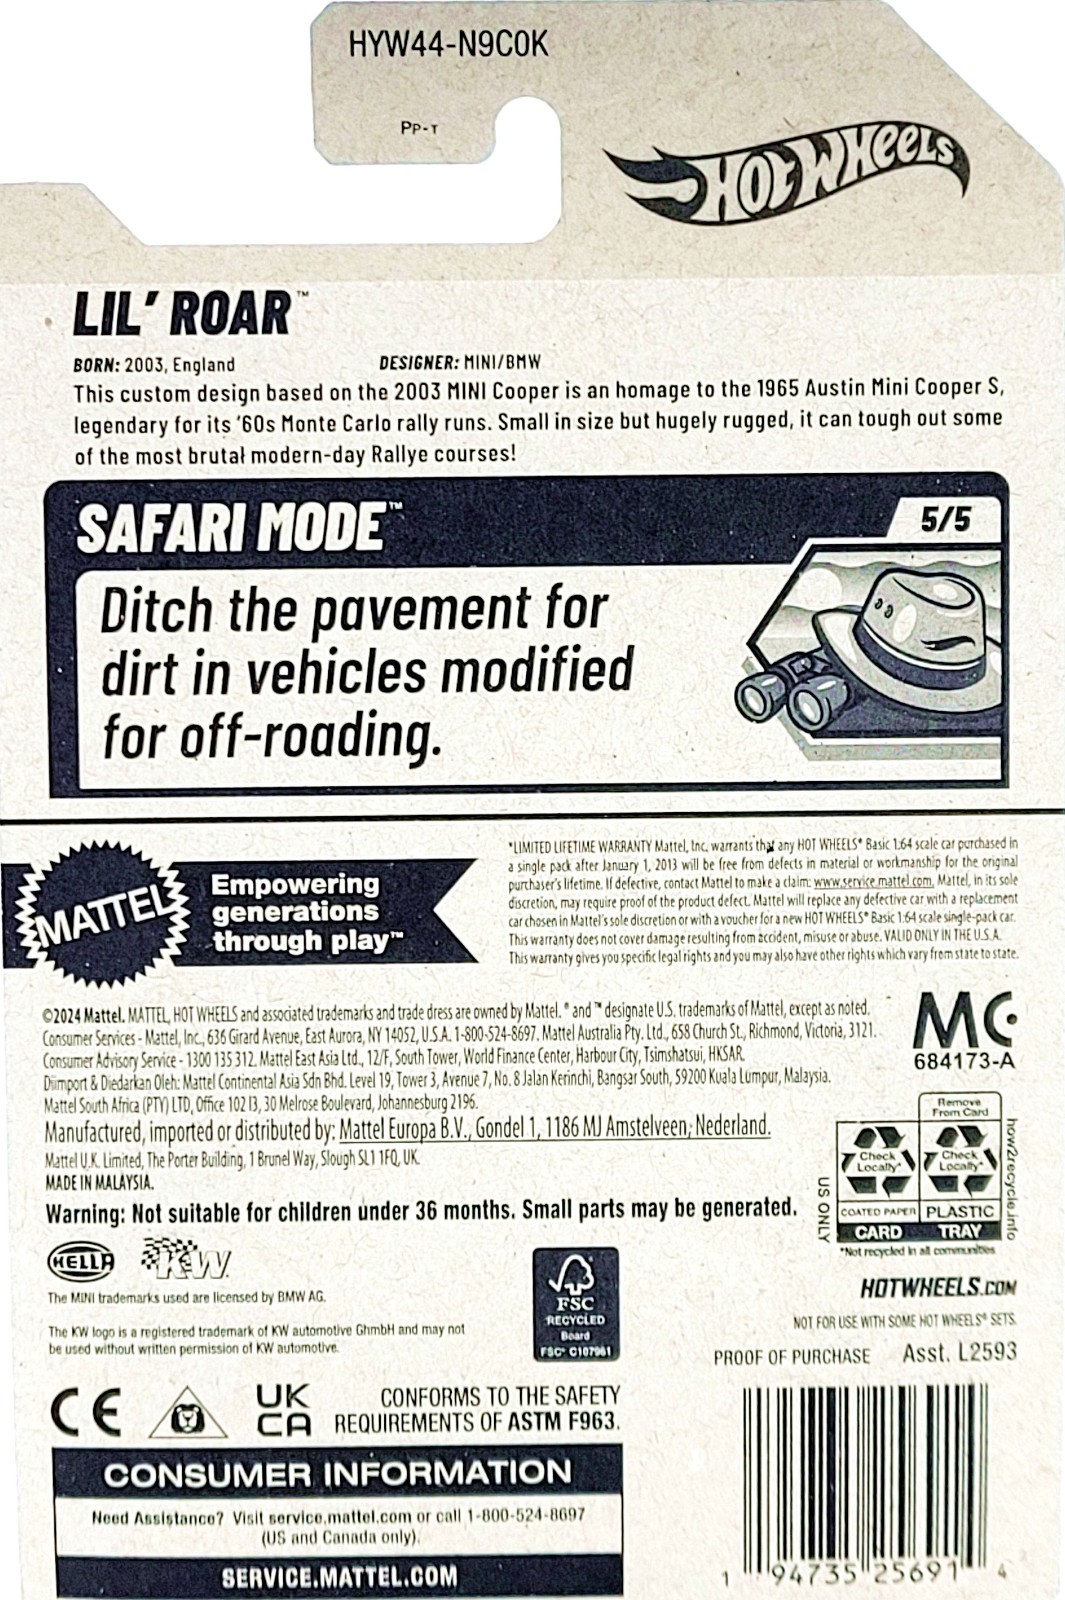 HYW44-N9C0K
PP-T
HOT WHEELS
LIL' ROAR™
BORN: 2003, England DESIGNER: MINI/BMW
This custom design based on the 2003 MINI Cooper is an homage to the 1965 Austin Mini Cooper S,
legendary for its '60s Monte Carlo rally runs. Small in size but hugely rugged, it can tough out some
of the most brutal modern-day Rallye courses!
SAFARI MODE™
5/5
Ditch the pavement for
dirt in vehicles modified
for off-roading.
MATTEL
Empowering
generations
through play™
*LIMITED LIFETIME WARRANTY Mattel, Inc. warrants that any HOT WHEELS® Basic 1:64 scale car purchased in
a single pack after January 1, 2013 will be free from defects in material or workmanship for the original
purchaser's lifetime. If defective, contact Mattel to make a claim: www.service.mattel.com. Mattel, in its sole
discretion, may require proof of the product defect. Mattel will replace any defective car with a replacement
car chosen in Mattel's sole discretion or with a voucher for a new HOT WHEELS® Basic 1:64 scale single-pack car.
This warranty does not cover damage resulting from accident, misuse or abuse. VALID ONLY IN THE U.S.A.
This warranty gives you specific legal rights and you may also have other rights which vary from state to state.
©2024 Mattel. MATTEL, HOT WHEELS and associated trademarks and trade dress are owned by Mattel. ® and ™ designate U.S. trademarks of Mattel, except as noted.
Consumer Services - Mattel, Inc., 636 Girard Avenue, East Aurora, NY 14052, U.S.A. 1-800-524-8697. Mattel Australia Pty. Ltd., 658 Church St., Richmond, Victoria, 3121.
Consumer Advisory Service - 1300 135 312. Mattel East Asia Ltd., 12/F, South Tower, World Finance Center, Harbour City, Tsimshatsui, HKSAR.
Diimport & Diedarkan Oleh: Mattel Continental Asia Sdn Bhd. Level 19, Tower 3, Avenue 7, No. 8 Jalan Kerinchi, Bangsar South, 59200 Kuala Lumpur, Malaysia.
Mattel South Africa (PTY) LTD, Office 102 I3, 30 Melrose Boulevard, Johannesburg 2196.
Manufactured, imported or distributed by: Mattel Europa B.V., Gondel 1, 1186 MJ Amstelveen, Nederland.
Mattel U.K. Limited, The Porter Building, 1 Brunel Way, Slough SL1 1FQ, UK.
MADE IN MALAYSIA.
Warning: Not suitable for children under 36 months. Small parts may be generated.
MC
684173-A
Remove
From Card
Check
Locally*
Check
Locally*
COATED PAPER PLASTIC
CARD TRAY
US ONLY
how2recycle.info
*Not recycled in all communities
HELLA
KW
The MINI trademarks used are licensed by BMW AG.
The KW logo is a registered trademark of KW automotive GhmbH and may not
be used without written permission of KW automotive.
FSC
RECYCLED
Board
FSC® C107961
HOTWHEELS.COM
NOT FOR USE WITH SOME HOT WHEELS® SETS.
PROOF OF PURCHASE Asst. L2593
CE
UK
CA
CONFORMS TO THE SAFETY
REQUIREMENTS OF ASTM F963.
CONSUMER INFORMATION
Need Assistance? Visit service.mattel.com or call 1-800-524-8697
(US and Canada only).
SERVICE.MATTEL.COM
1 94735 25691 4